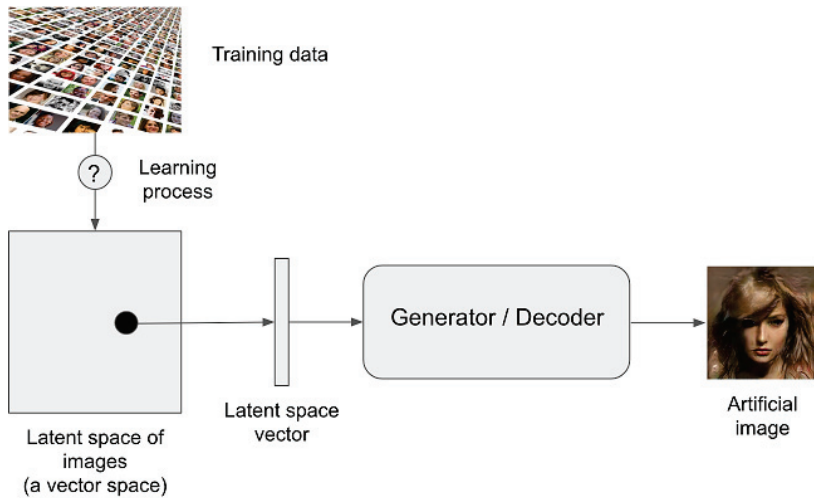 Training data
?
Learning
process
Generator / Decoder
Latent space
vector
Artificial
image
Latent space of
images
(a vector space)